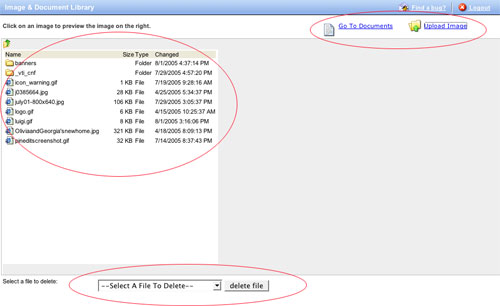 Image & Document Library
Find a bug?
Logout
Click on an image to preview the image on the right.
Go To Documents
Upload Image
Name Size Type Changed
banners Folder 8/1/2005 4:37:14 PM
_vti_cnf Folder 7/29/2005 4:57:20 PM
icon_warning.gif 1 KB File 7/19/2005 9:28:16 AM
j0385664.jpg 28 KB File 4/25/2005 5:34:37 PM
july01-800x640.jpg 106 KB File 7/29/2005 3:05:37 PM
logo.gif 6 KB File 4/15/2005 10:25:37 AM
luigi.gif 8 KB File 8/1/2005 3:16:06 PM
OliviaandGeorgia'snewhome.jpg 321 KB File 4/18/2005 8:09:13 PM
pineditscreenshot.gif 32 KB File 7/14/2005 8:37:43 PM
Select a file to delete:
--Select A File To Delete--
delete file